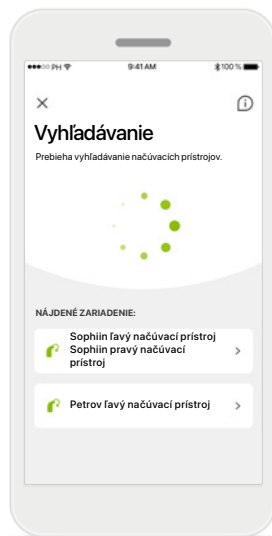 PH 9:41 AM 100 %
Vyhľadávanie
Prebieha vyhľadávanie načúvacích prístrojov.
NÁJDENÉ ZARIADENIE:
Sophiin ľavý načúvací prístroj
Sophiin pravý načúvací
prístroj
Petrov ľavý načúvací prístroj